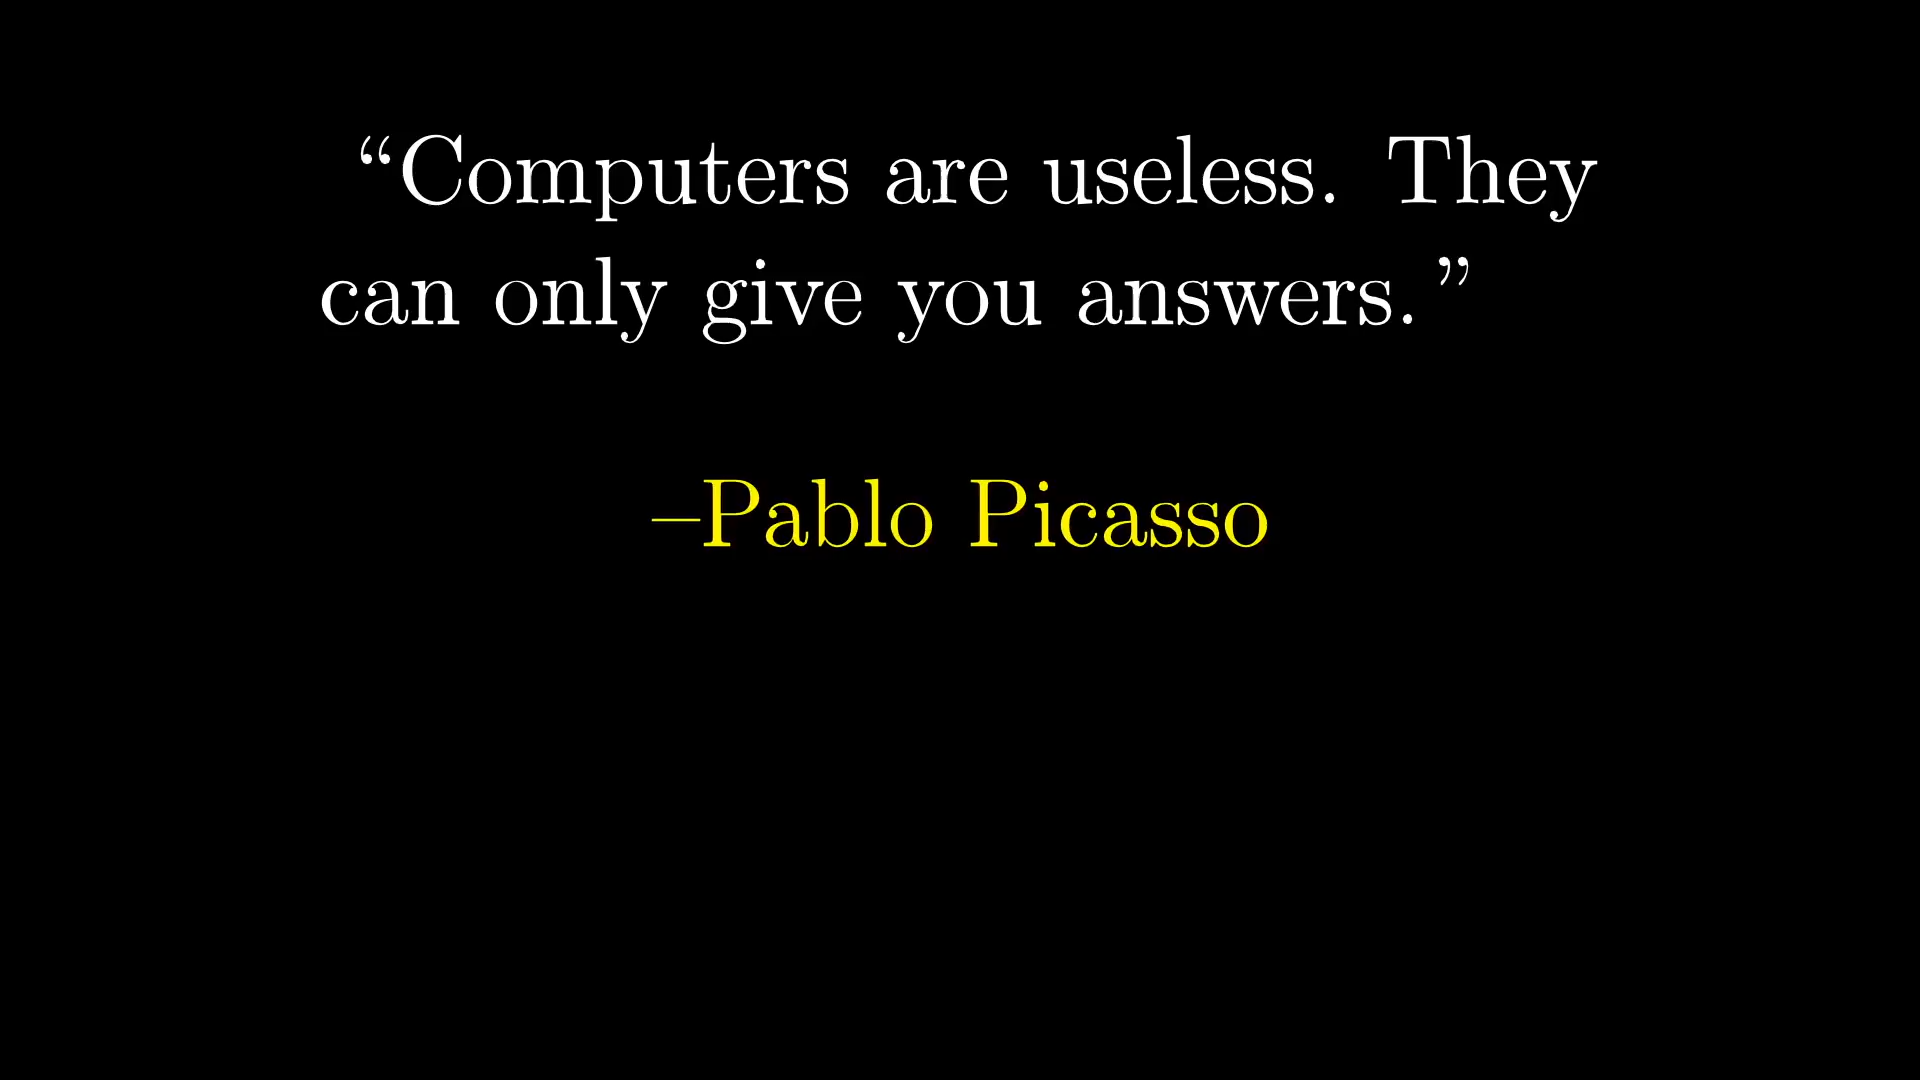 “Computers are useless. They
can only give you answers.”
–Pablo Picasso